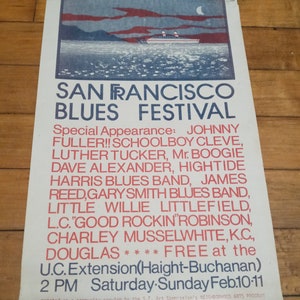 SAN FRANCISCO
BLUES FESTIVAL
Special Appearance: JOHNNY
FULLER!! SCHOOLBOY CLEVE,
LUTHER TUCKER, Mr. BOOGIE
DAVE ALEXANDER, HIGHTIDE
HARRIS BLUES BAND, JAMES
REED, GARY SMITH BLUES BAND,
LITTLE WILLIE LITTLEFIELD,
L.C. "GOOD ROCKIN" ROBINSON,
CHARLEY MUSSELWHITE, K.C.
DOUGLAS **** FREE at the
U.C. Extension (Haight-Buchanan)
2 PM Saturday-Sunday Feb.10-11